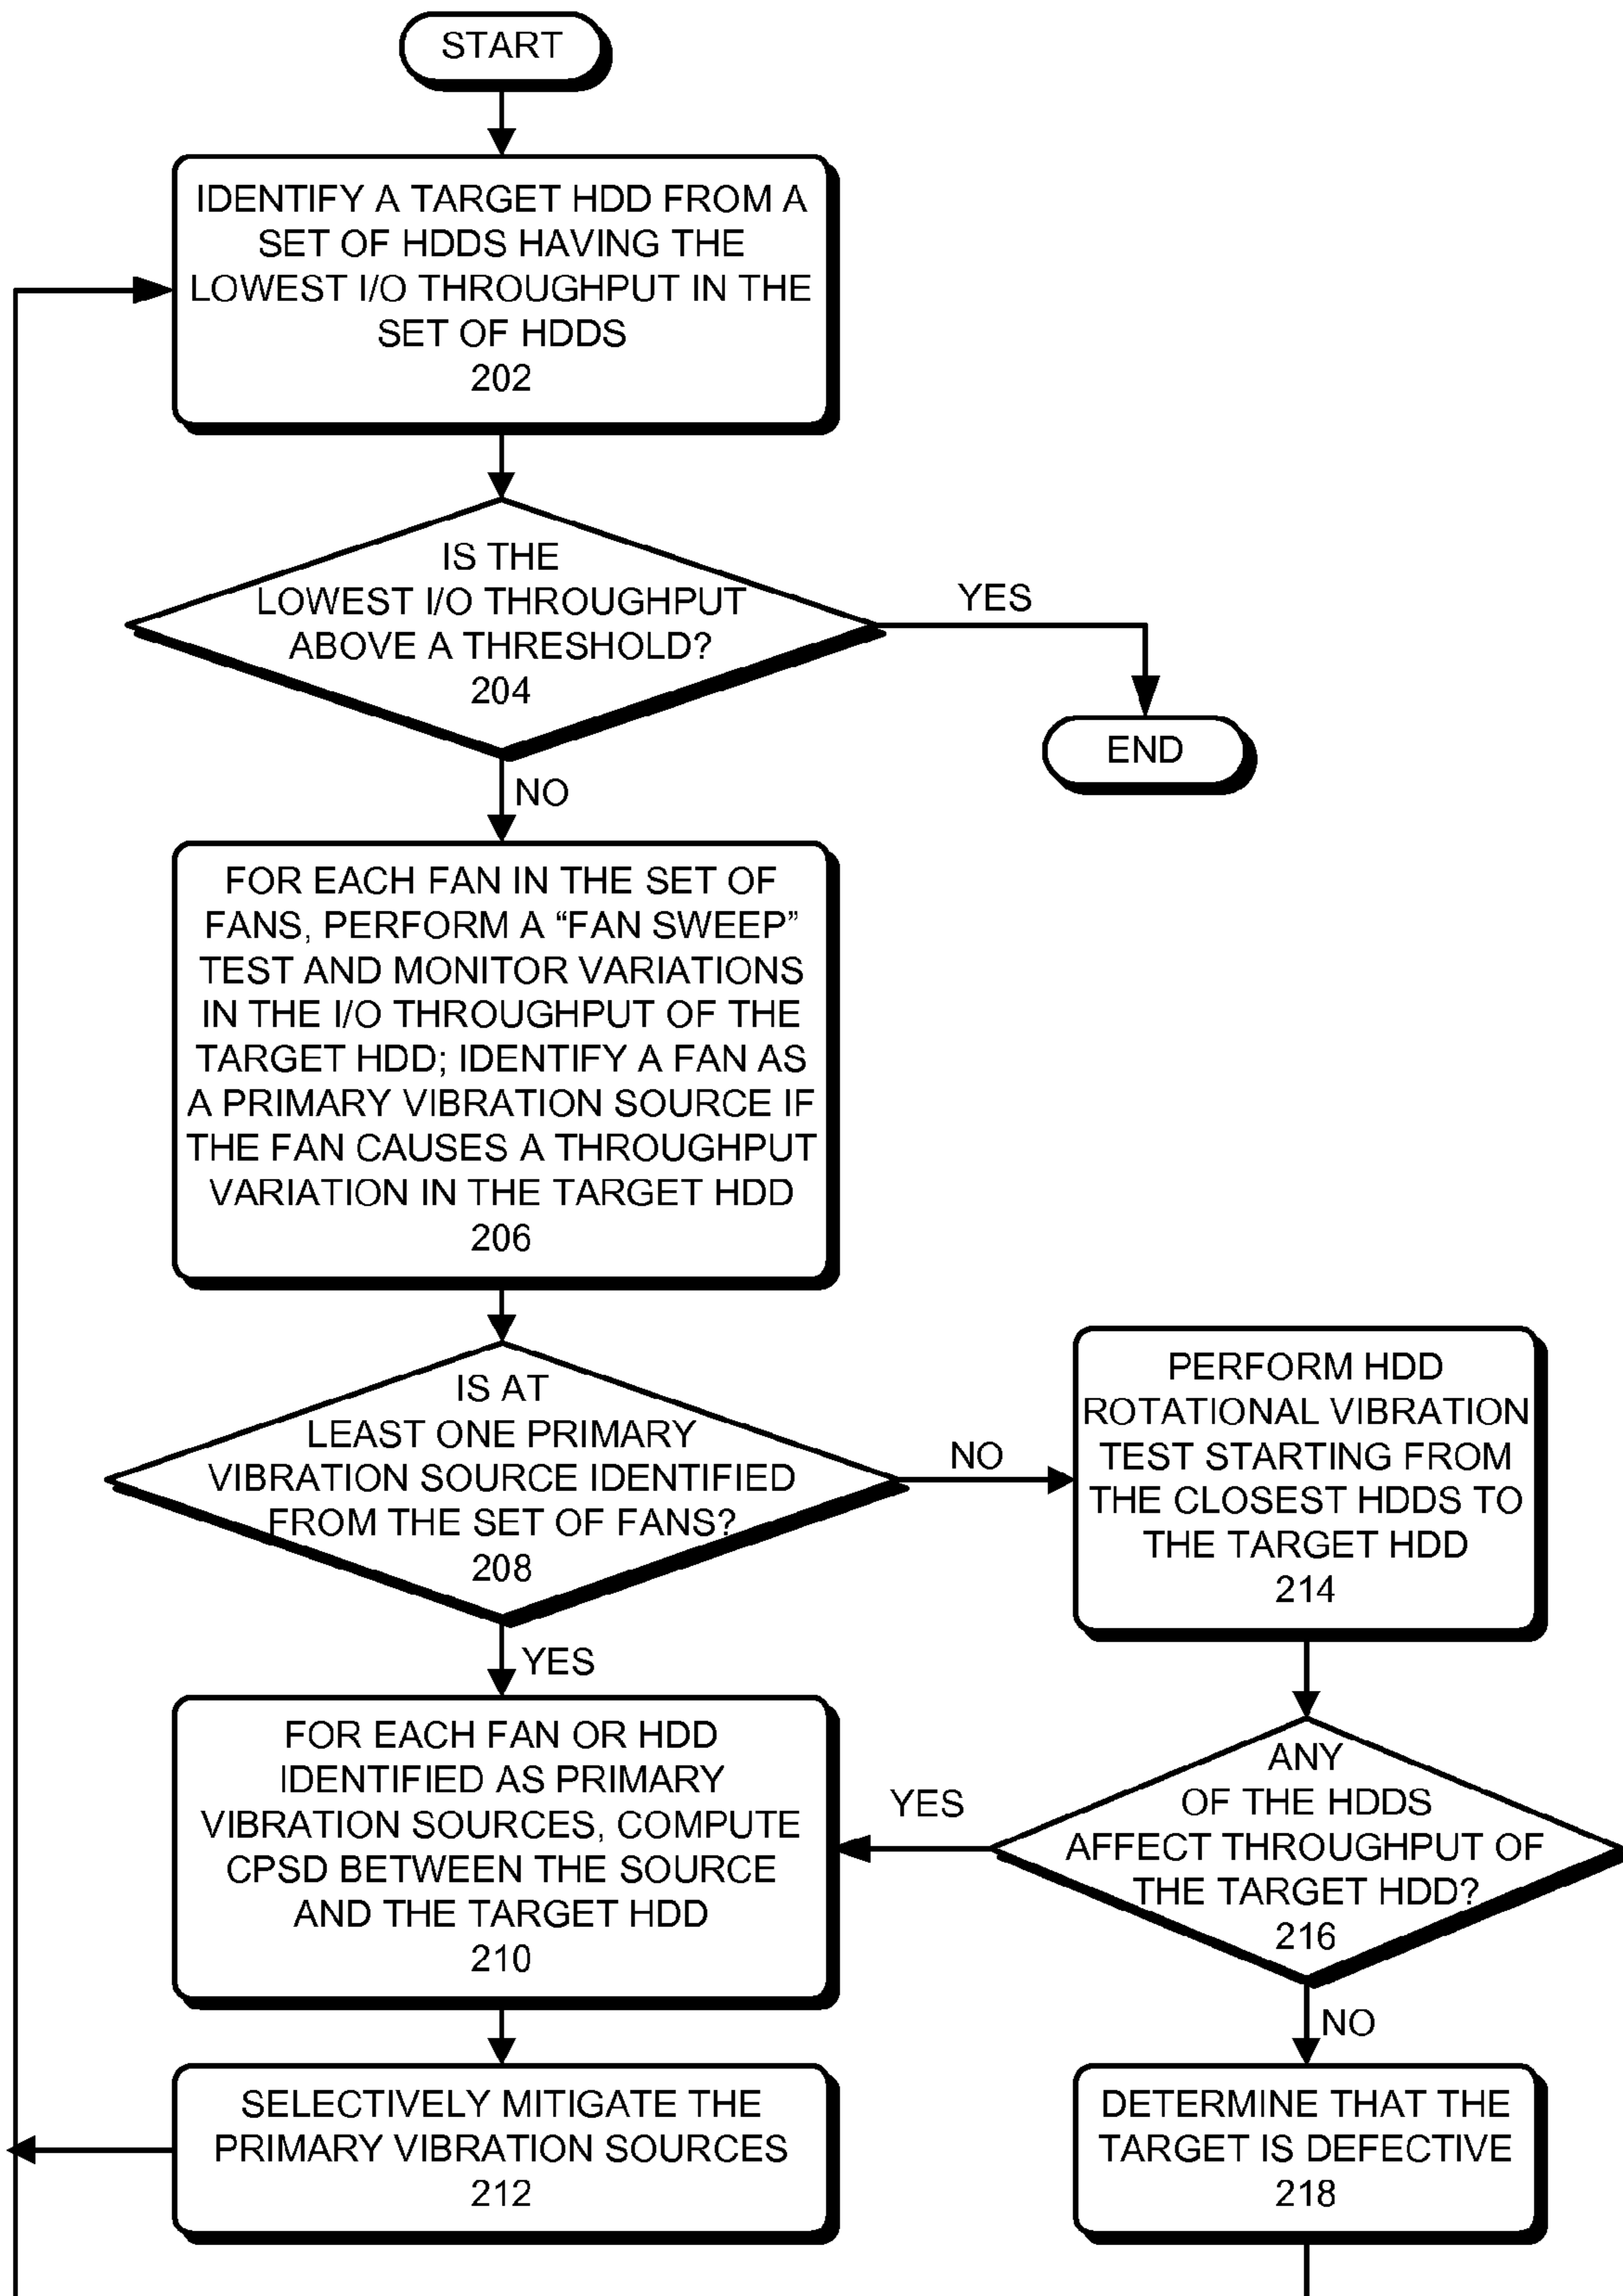 START
IDENTIFY A TARGET HDD FROM A
SET OF HDDS HAVING THE
LOWEST I/O THROUGHPUT IN THE
SET OF HDDS
202
IS THE
LOWEST I/O THROUGHPUT
ABOVE A THRESHOLD?
204
YES
END
NO
FOR EACH FAN IN THE SET OF
FANS, PERFORM A “FAN SWEEP”
TEST AND MONITOR VARIATIONS
IN THE I/O THROUGHPUT OF THE
TARGET HDD; IDENTIFY A FAN AS
A PRIMARY VIBRATION SOURCE IF
THE FAN CAUSES A THROUGHPUT
VARIATION IN THE TARGET HDD
206
IS AT
LEAST ONE PRIMARY
VIBRATION SOURCE IDENTIFIED
FROM THE SET OF FANS?
208
NO
PERFORM HDD
ROTATIONAL VIBRATION
TEST STARTING FROM
THE CLOSEST HDDS TO
THE TARGET HDD
214
YES
FOR EACH FAN OR HDD
IDENTIFIED AS PRIMARY
VIBRATION SOURCES, COMPUTE
CPSD BETWEEN THE SOURCE
AND THE TARGET HDD
210
YES
ANY
OF THE HDDS
AFFECT THROUGHPUT OF
THE TARGET HDD?
216
NO
SELECTIVELY MITIGATE THE
PRIMARY VIBRATION SOURCES
212
DETERMINE THAT THE
TARGET IS DEFECTIVE
218